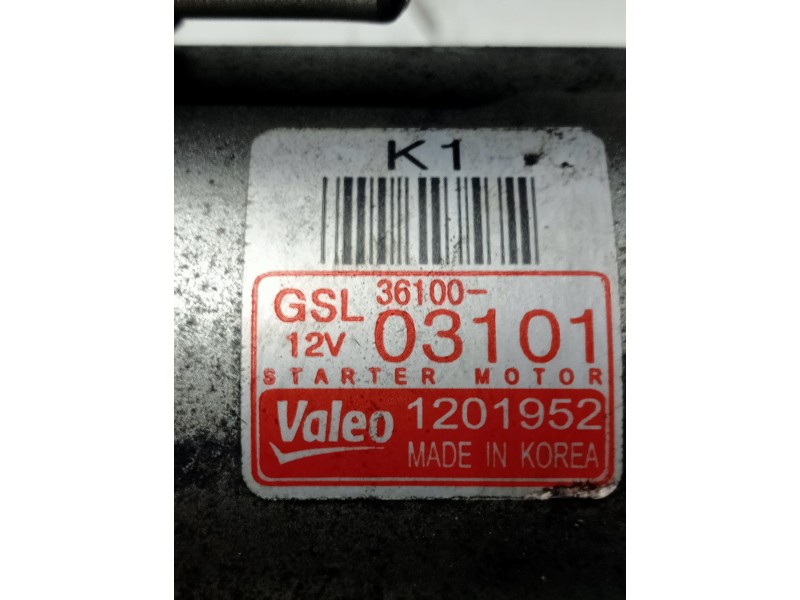 K1
GSL 36100-
12V 03101
STARTER MOTOR
Valeo 1201952
MADE IN KOREA